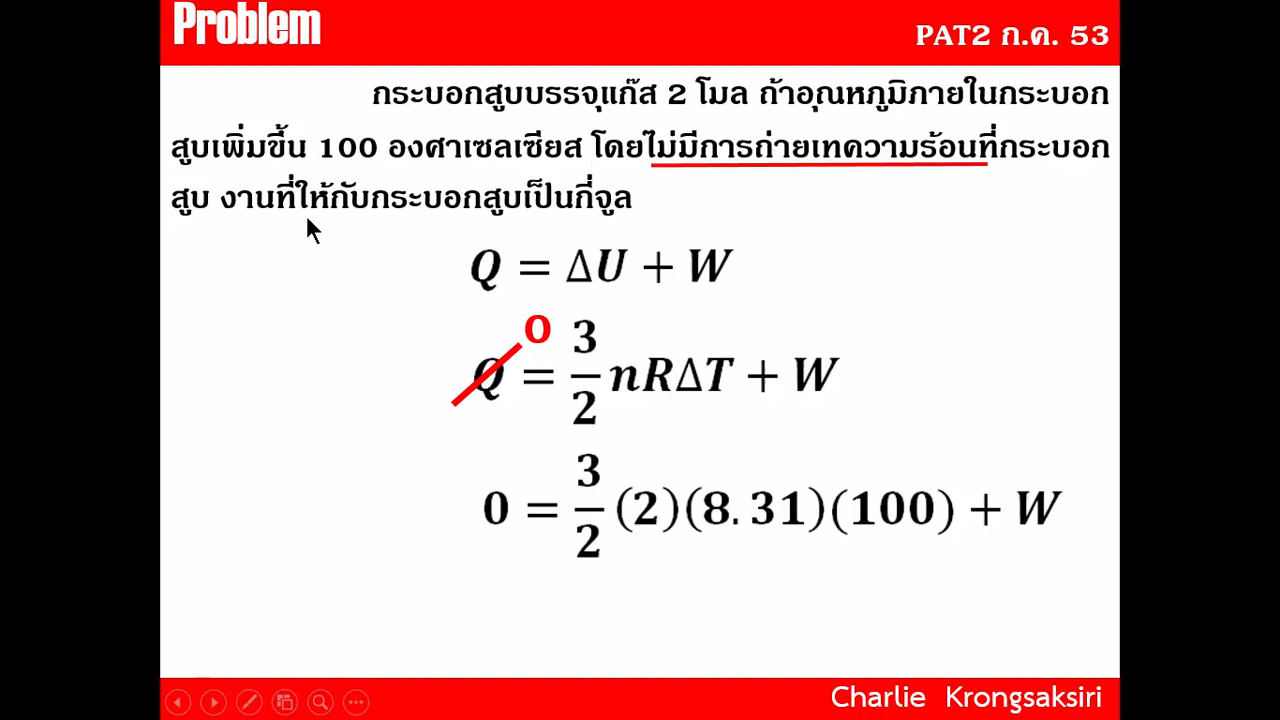 Problem
PAT2 ก.ค. 53
กระบอกสูบบรรจุแก๊ส 2 โมล ถ้าอุณหภูมิภายในกระบอก
สูบเพิ่มขึ้น 100 องศาเซลเซียส โดยไม่มีการถ่ายเทความร้อนที่กระบอก
สูบ งานที่ให้กับกระบอกสูบเป็นกี่จูล
Q = ΔU + W
0
Q = 3/2 nRΔT + W
0 = 3/2 (2)(8.31)(100) + W
Charlie Krongsaksiri